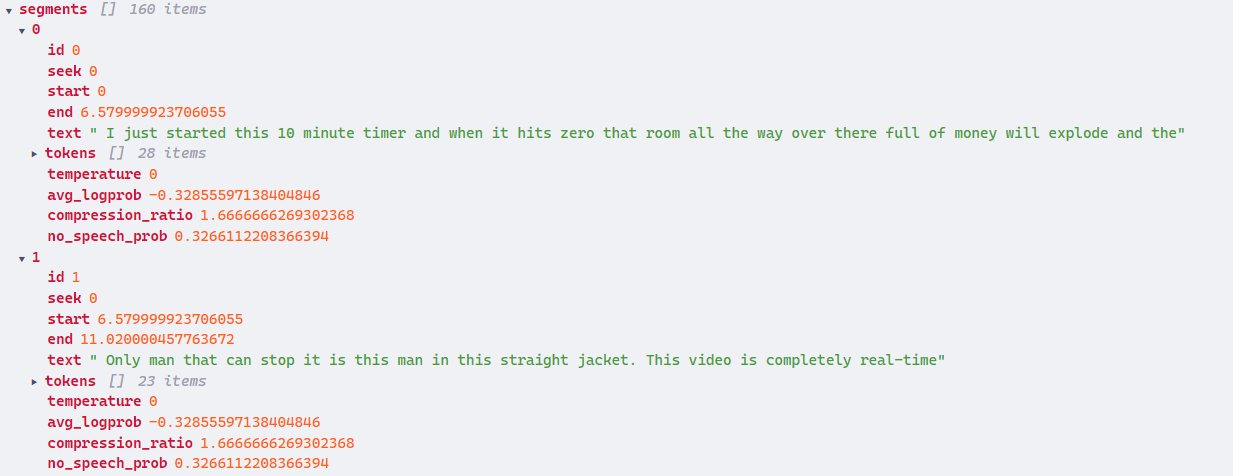 segments [] 160 items
0
id 0
seek 0
start 0
end 6.579999923706055
text " I just started this 10 minute timer and when it hits zero that room all the way over there full of money will explode and the"
tokens [] 28 items
temperature 0
avg_logprob -0.32855597138404846
compression_ratio 1.6666666269302368
no_speech_prob 0.3266112208366394
1
id 1
seek 0
start 6.579999923706055
end 11.020000457763672
text " Only man that can stop it is this man in this straight jacket. This video is completely real-time"
tokens [] 23 items
temperature 0
avg_logprob -0.32855597138404846
compression_ratio 1.6666666269302368
no_speech_prob 0.3266112208366394